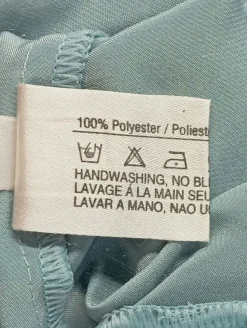 100% Polyester / Poliest
HANDWASHING, NO BL
LAVAGE À LA MAIN SEU
LAVAR A MANO, NAO U